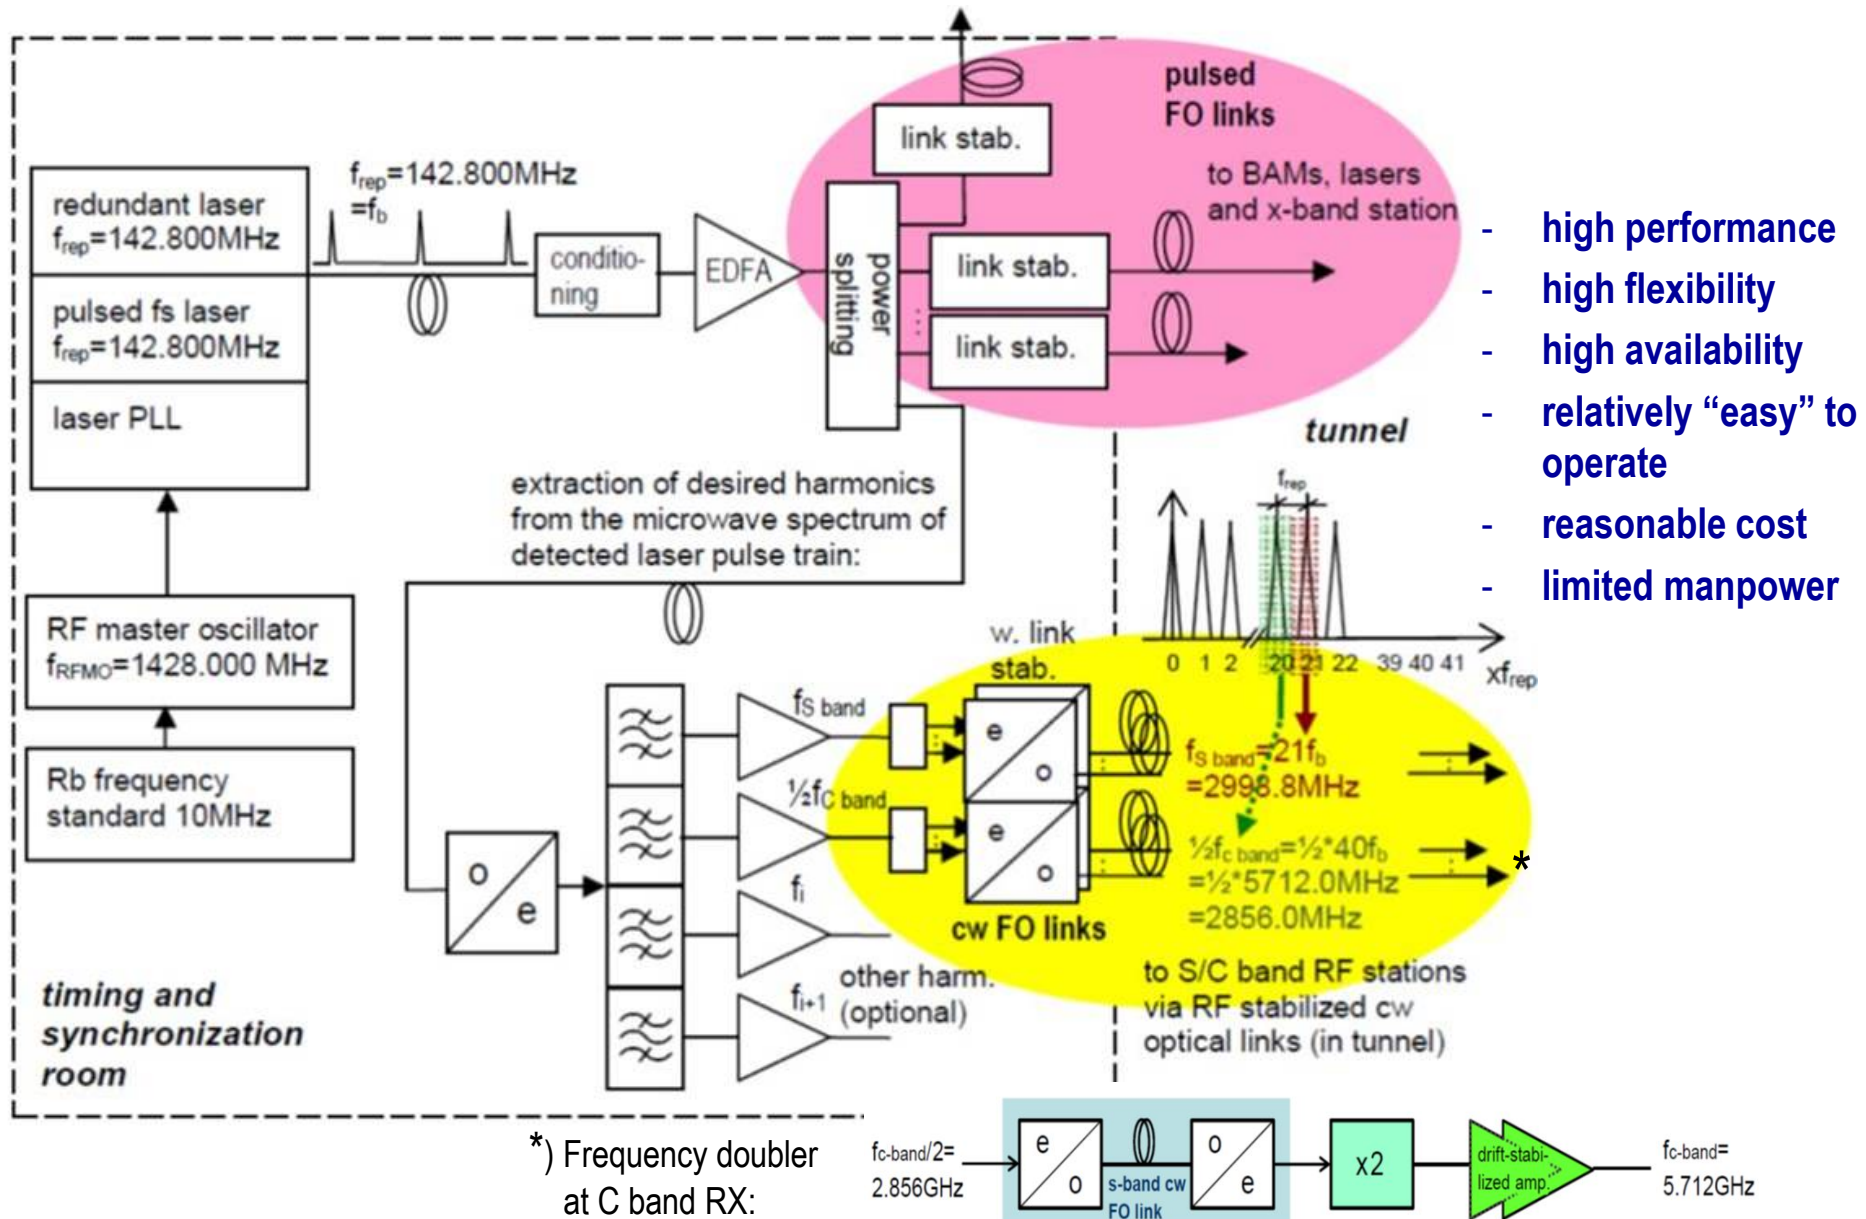 pulsed
FO links
link stab.
to BAMs, lasers
and x-band station
redundant laser
frep=142.800MHz
pulsed fs laser
frep=142.800MHz
laser PLL
frep=142.800MHz
=fb
conditio-
ning
EDFA
power
spliting
link stab.
link stab.
- high performance
- high flexibility
- high availability
- relatively “easy” to
operate
- reasonable cost
- limited manpower
tunnel
extraction of desired harmonics
from the microwave spectrum of
detected laser pulse train:
frep
0 1 2 20 21 22 39 40 41
xfrep
RF master oscillator
fRFMO=1428.000 MHz
Rb frequency
standard 10MHz
w. link
stab.
fS band
½fC band
fi
fi+1
e
o
e
o
o
e
cw FO links
fS band=21fb
=2998.8MHz
½fc band=½*40fb
=½*5712.0MHz
=2856.0MHz
*
other harm.
(optional)
to S/C band RF stations
via RF stabilized cw
optical links (in tunnel)
timing and
synchronization
room
*) Frequency doubler
at C band RX:
fc-band/2=
2.856GHz
e
o
s-band cw
FO link
o
e
x2
drift-stabi-
lized amp.
fc-band=
5.712GHz